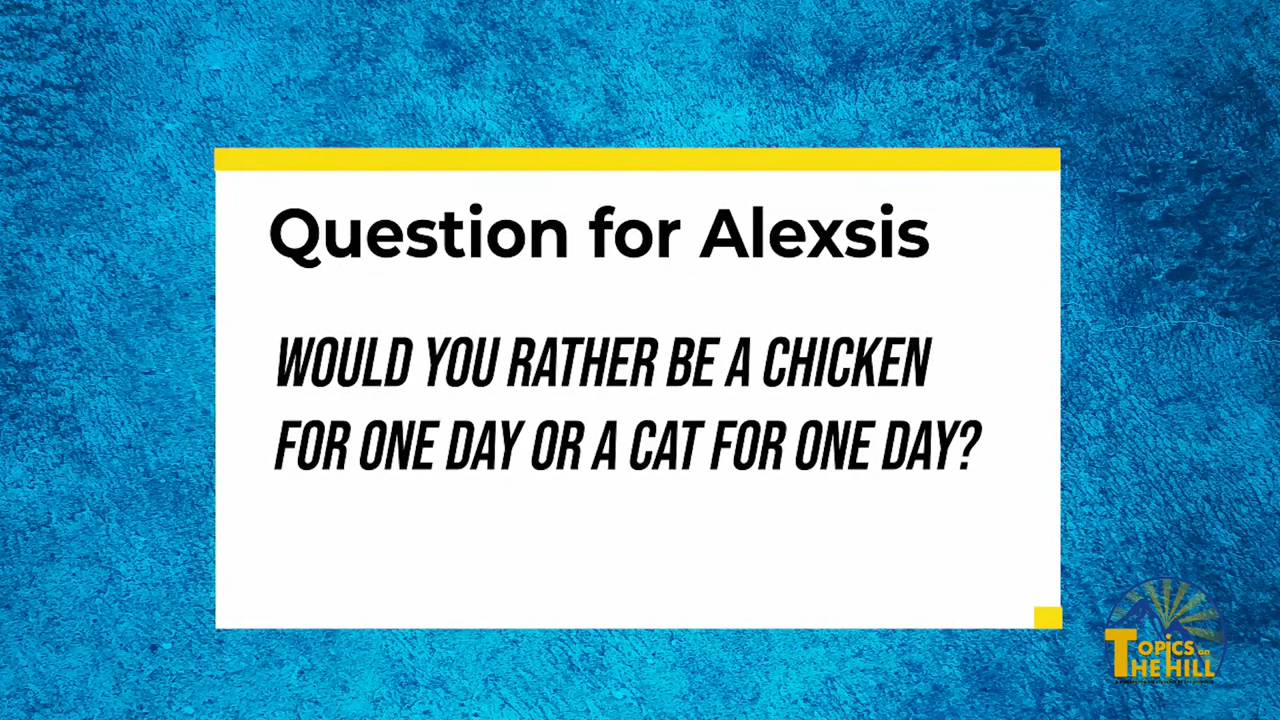 Question for Alexsis
WOULD YOU RATHER BE A CHICKEN
FOR ONE DAY OR A CAT FOR ONE DAY?
TOPiCS on
THE HILL